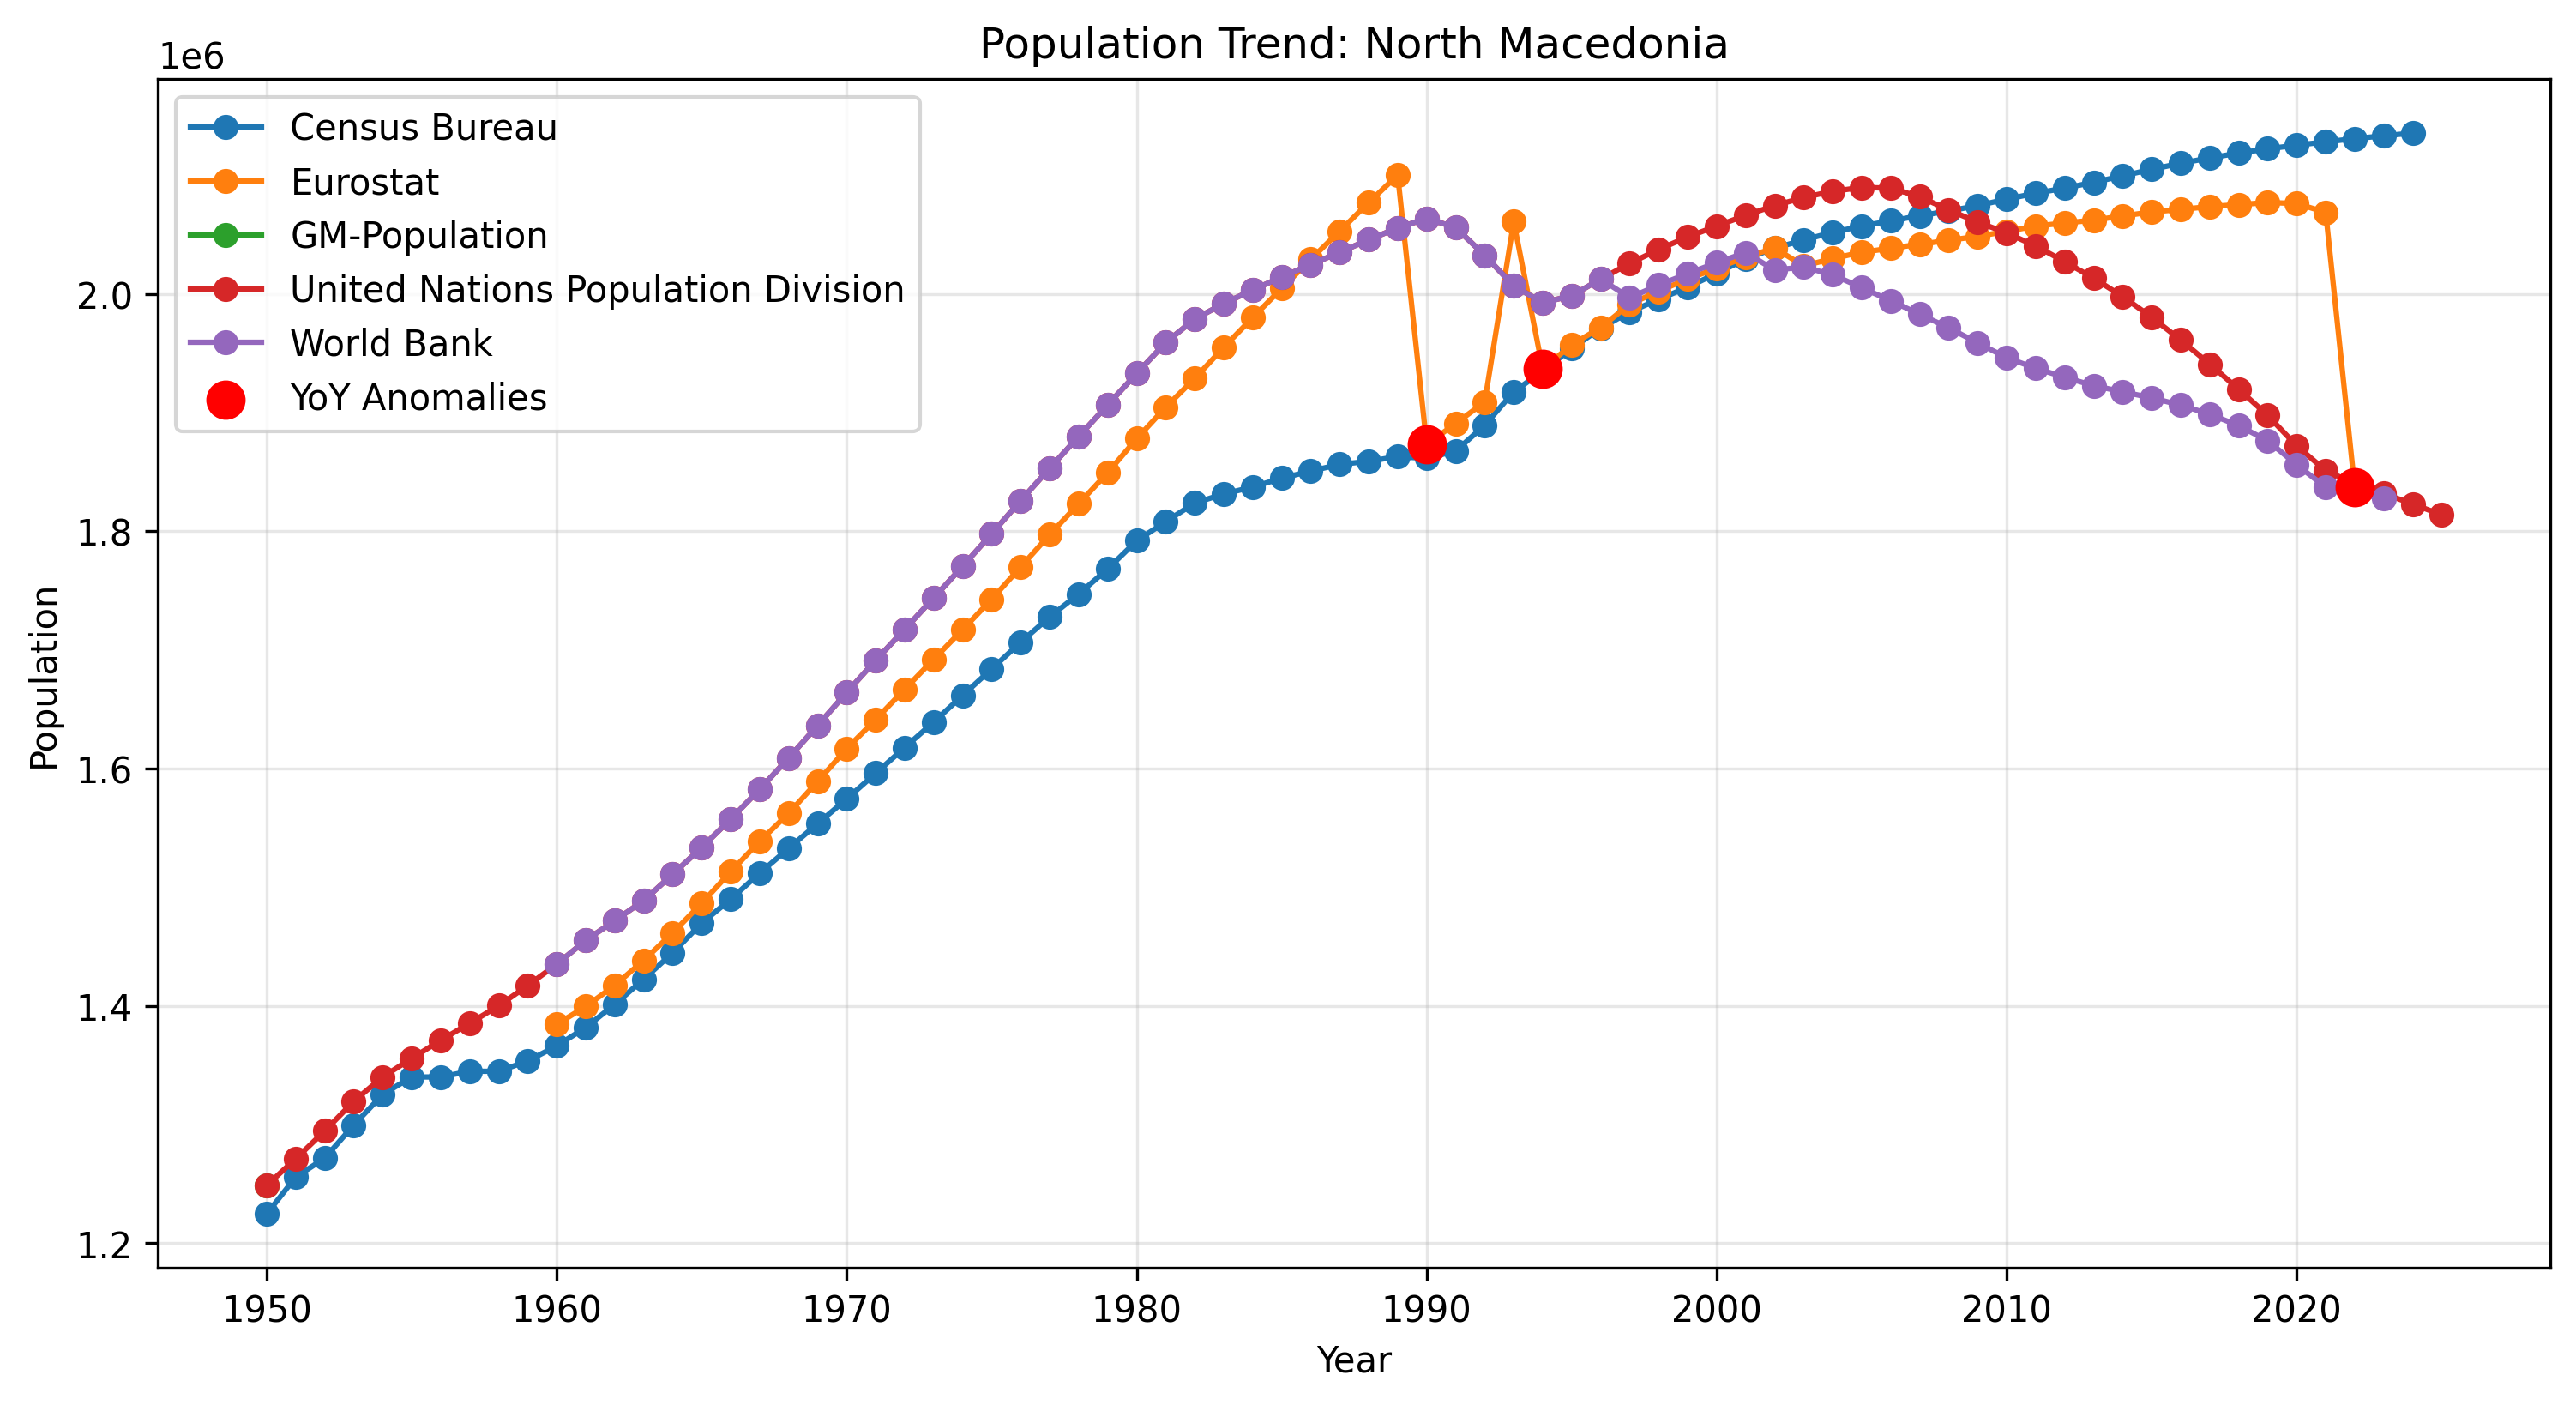 Population Trend: North Macedonia
1e6
Census Bureau
Eurostat
GM-Population
United Nations Population Division
World Bank
YoY Anomalies
Population
2.0
1.8
1.6
1.4
1.2
1950 1960 1970 1980 1990 2000 2010 2020
Year